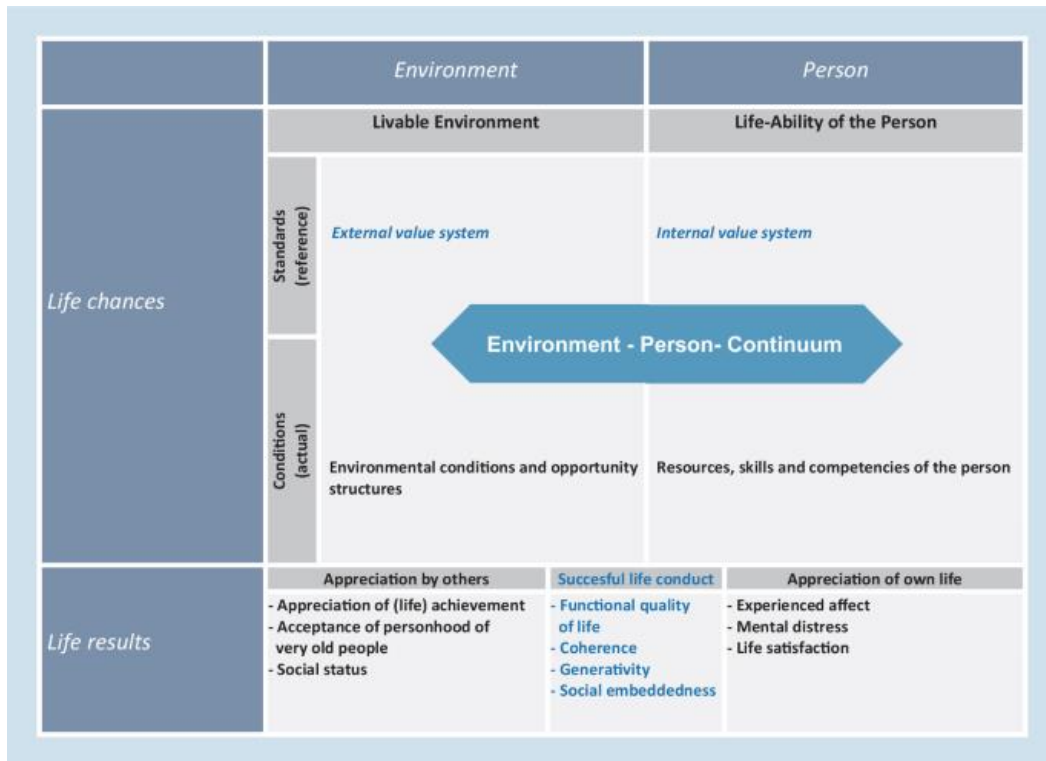 Environment
Person
Livable Environment
Life-Ability of the Person
Life chances
Standards
(reference)
External value system
Internal value system
Environment - Person- Continuum
Conditions
(actual)
Environmental conditions and opportunity
structures
Resources, skills and competencies of the person
Life results
Appreciation by others
- Appreciation of (life) achievement
- Acceptance of personhood of
very old people
- Social status
Succesful life conduct
- Functional quality
of life
- Coherence
- Generativity
- Social embeddedness
Appreciation of own life
- Experienced affect
- Mental distress
- Life satisfaction